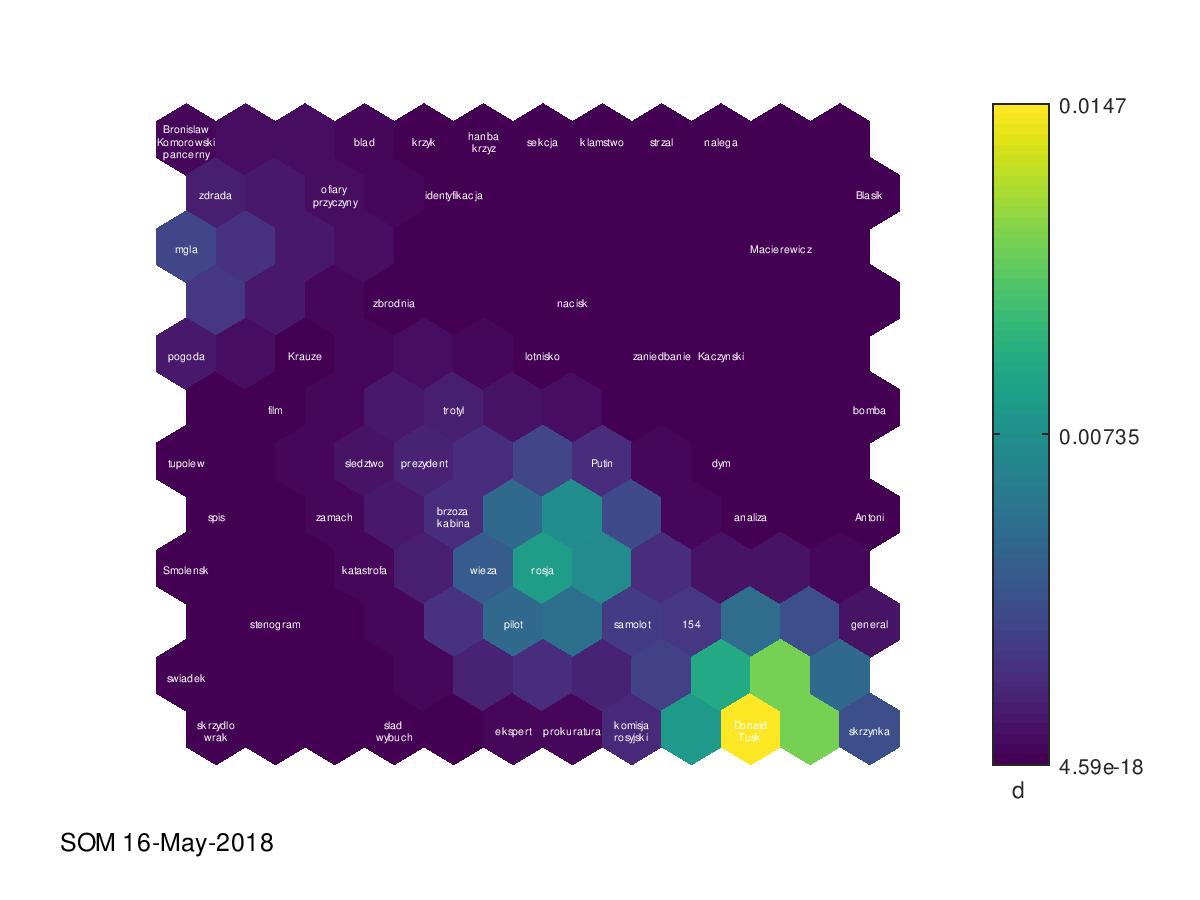 0.0147
Bronislaw
Komorowski
pancerny
blad
krzyk
hanba
krzyz
sekcja
klamstwo
strzal
nalega
zdrada
ofiary
przyczyny
identyfikacja
Blasik
mgla
Macierewicz
zbrodnia
nacisk
pogoda
Krauze
lotnisko
zaniedbanie
Kaczynski
film
trotyl
bomba
0.00735
tupolew
sledztwo
prezydent
Putin
dym
spis
zamach
brzoza
kabina
analiza
Antoni
Smolensk
katastrofa
wieza
rosja
stenogram
pilot
samolot
154
general
swiadek
skrzydlo
wrak
slad
wybuch
ekspert
prokuratura
komisja
rosyjski
Donald
Tusk
skrzynka
4.59e-18
d
SOM 16-May-2018